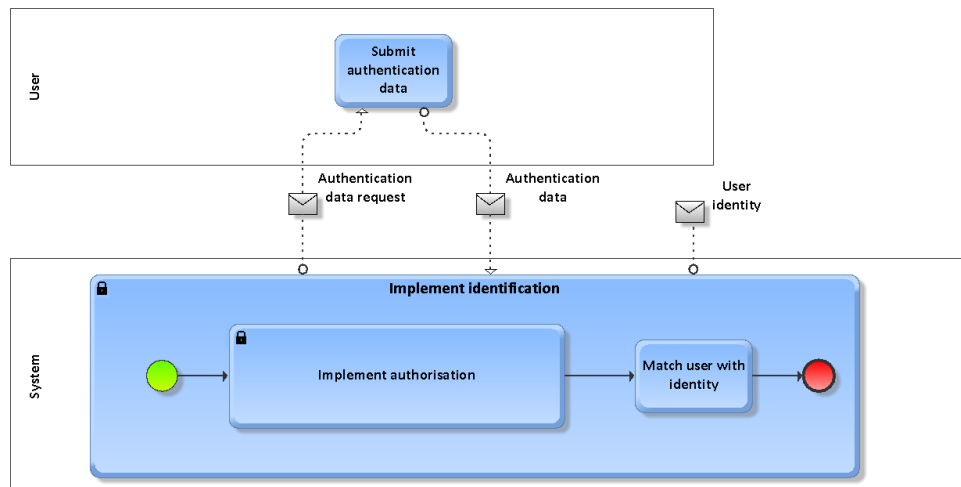 User
Submit
authentication
data
Authentication
data request
Authentication
data
User
identity
System
Implement identification
Implement authorisation
Match user with
identity